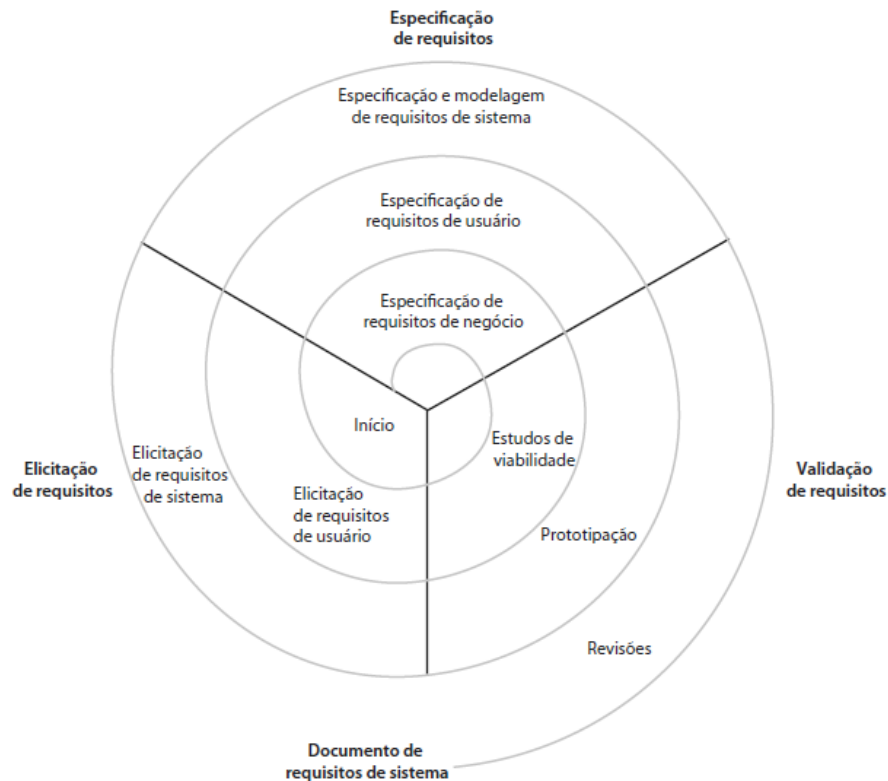 Especificação
de requisitos
Especificação e modelagem
de requisitos de sistema
Especificação de
requisitos de usuário
Especificação de
requisitos de negócio
Início
Estudos de
viabilidade
Elicitação
de requisitos
de sistema
Elicitação
de requisitos
Validação
de requisitos
Elicitação
de requisitos
de usuário
Prototipação
Revisões
Documento de
requisitos de sistema